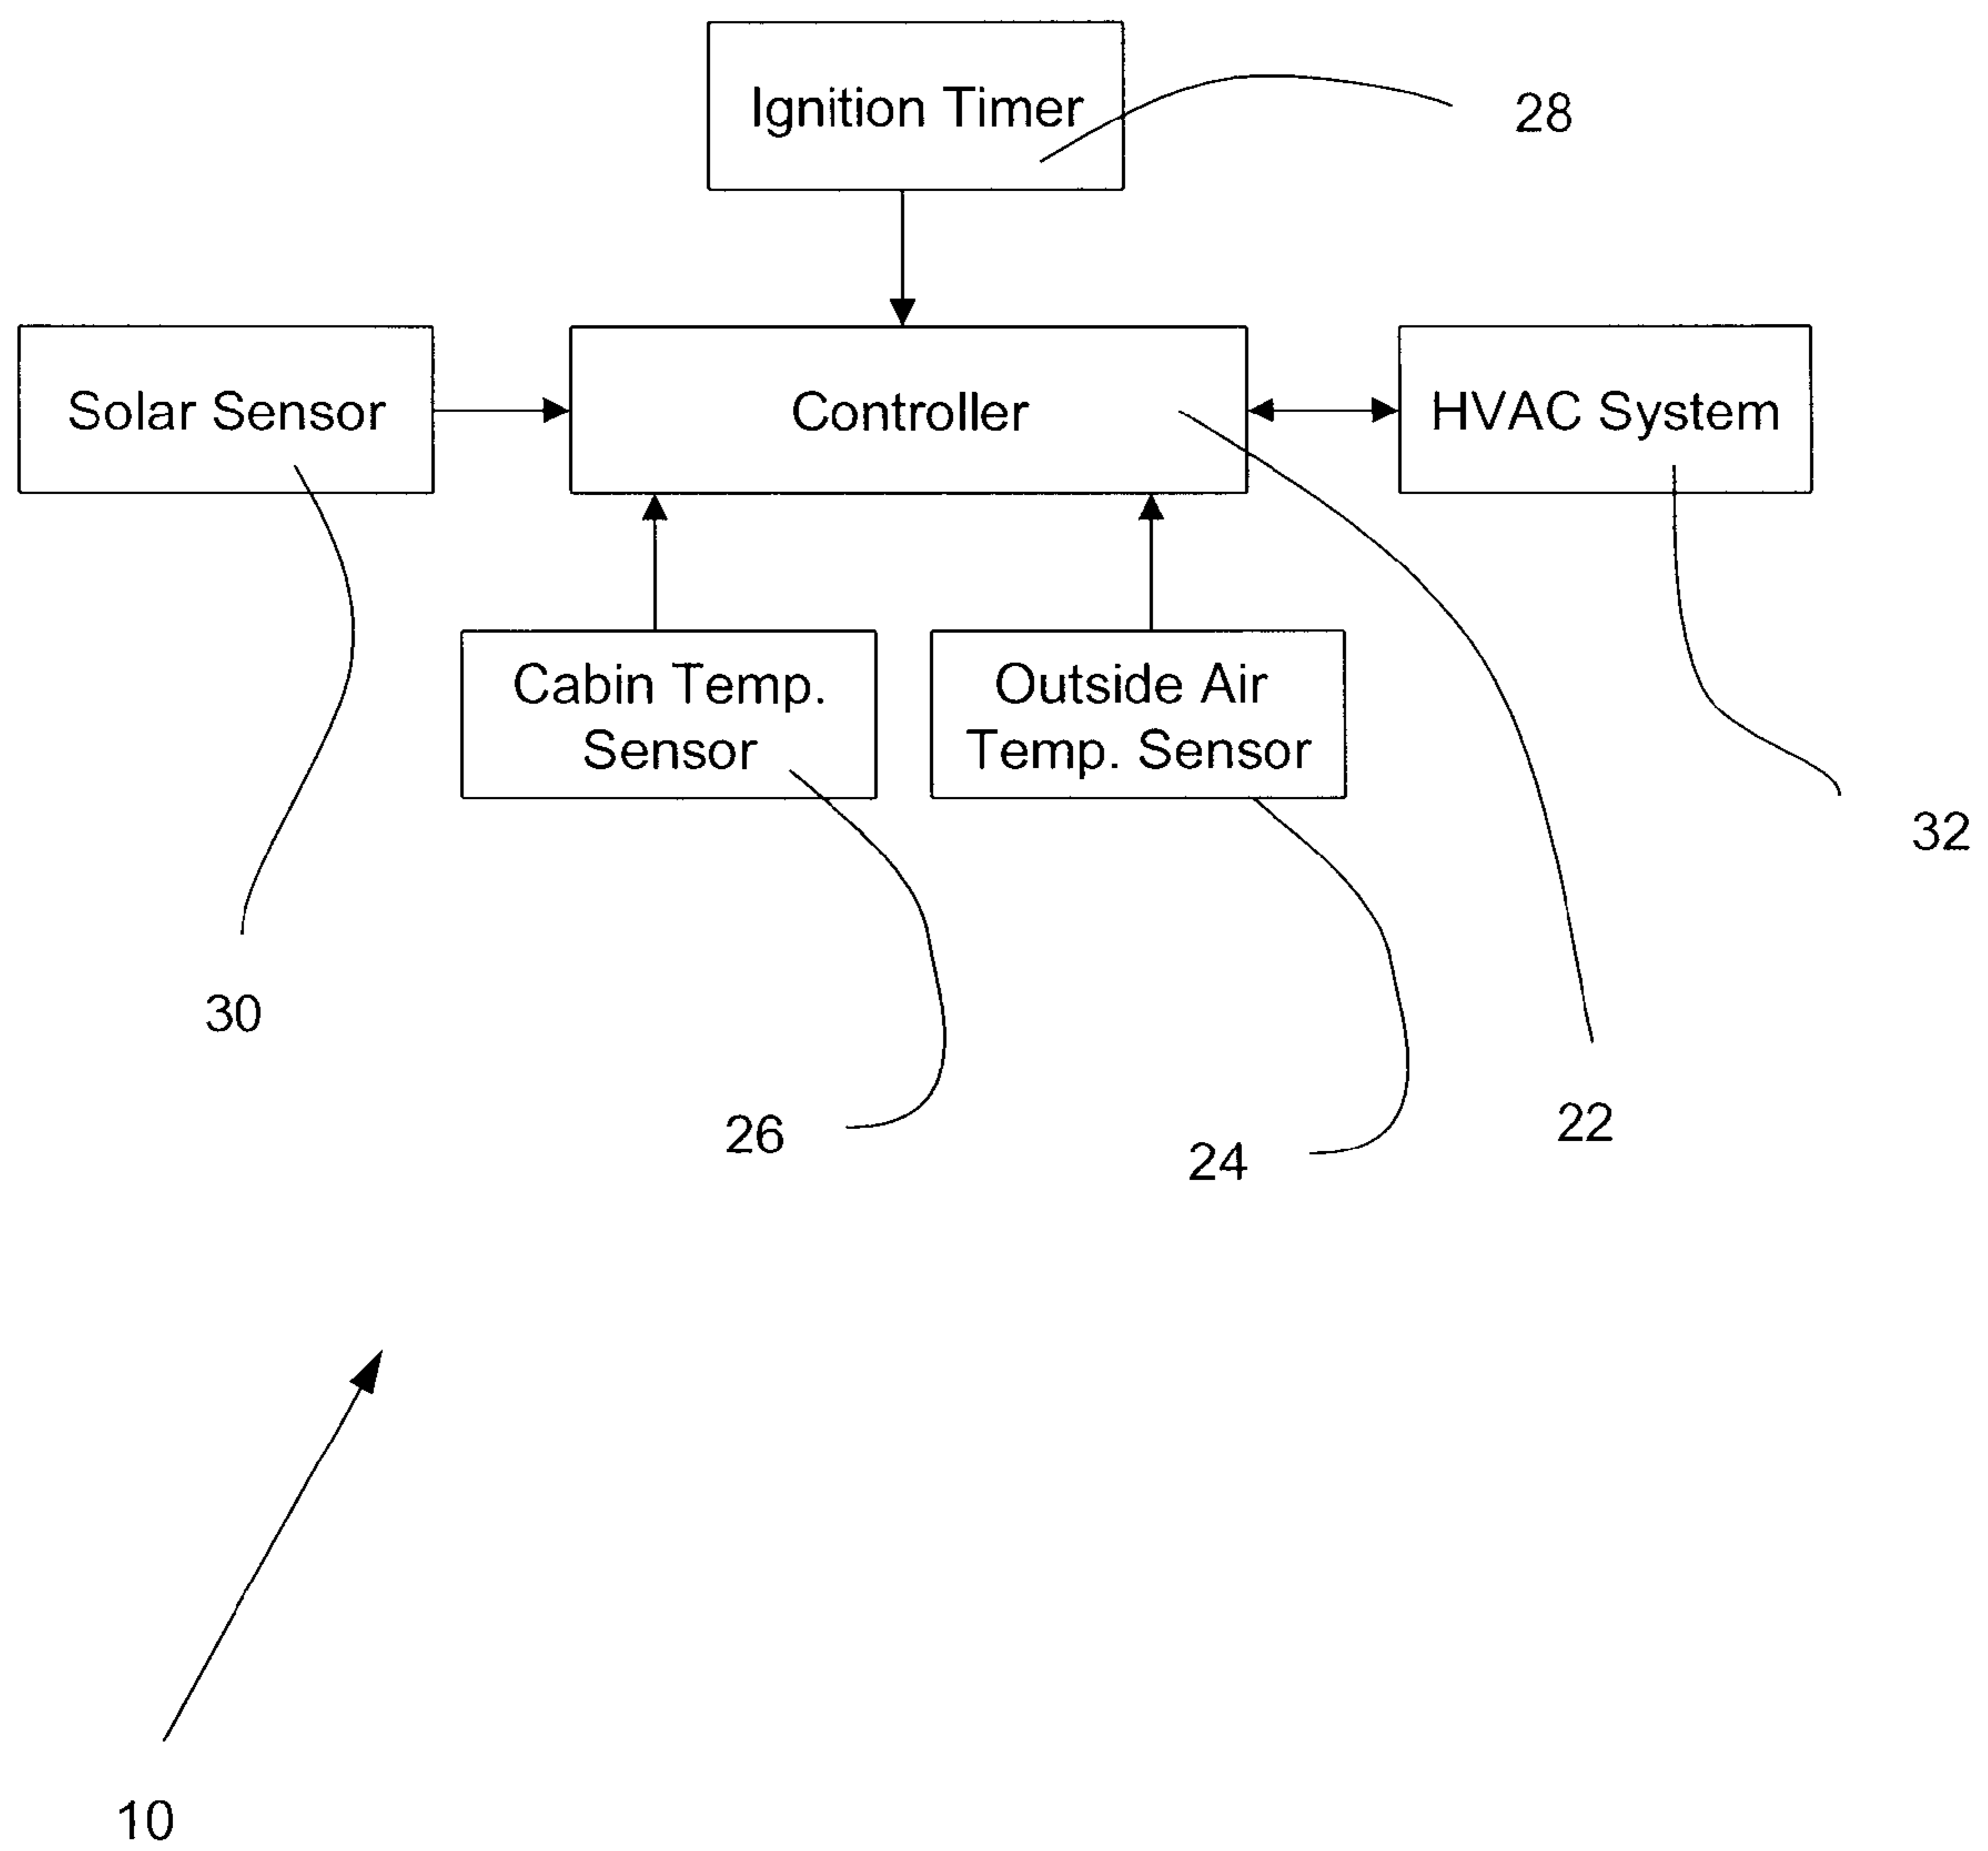 Ignition Timer
28
Solar Sensor
Controller
HVAC System
Cabin Temp.
Sensor
Outside Air
Temp. Sensor
32
30
26
24
22
10